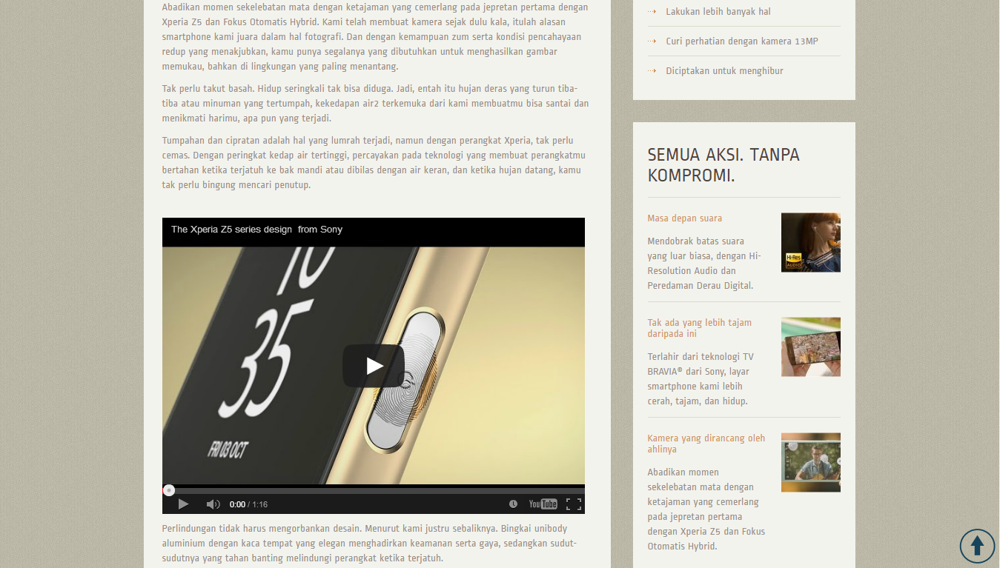 Abadikan momen sekelebatan mata dengan ketajaman yang cemerlang pada jepretan pertama dengan
Xperia Z5 dan Fokus Otomatis Hybrid. Kami telah membuat kamera sejak dulu kala, itulah alasan
smartphone kami juara dalam hal fotografi. Dan dengan kemampuan zum serta kondisi pencahayaan
redup yang menakjubkan, kamu punya segalanya yang dibutuhkan untuk menghasilkan gambar
memukau, bahkan di lingkungan yang paling menantang.
Tak perlu takut basah. Hidup seringkali tak bisa diduga. Jadi, entah itu hujan deras yang turun tiba-
tiba atau minuman yang tertumpah, kekedapan air2 terkemuka dari kami membuatmu bisa santai dan
menikmati harimu, apa pun yang terjadi.
Tumpahan dan cipratan adalah hal yang lumrah terjadi, namun dengan perangkat Xperia, tak perlu
cemas. Dengan peringkat kedap air tertinggi, percayakan pada teknologi yang membuat perangkatmu
bertahan ketika terjatuh ke bak mandi atau dibilas dengan air keran, dan ketika hujan datang, kamu
tak perlu bingung mencari penutup.
The Xperia Z5 series design from Sony
10
35
FRI 03 OCT
0:00 / 1:16
YouTube
Perlindungan tidak harus mengorbankan desain. Menurut kami justru sebaliknya. Bingkai unibody
aluminium dengan kaca tempat yang elegan menghadirkan keamanan serta gaya, sedangkan sudut-
sudutnya yang tahan banting melindungi perangkat ketika terjatuh.
Lakukan lebih banyak hal
Curi perhatian dengan kamera 13MP
Diciptakan untuk menghibur
SEMUA AKSI. TANPA
KOMPROMI.
Masa depan suara
Mendobrak batas suara
yang luar biasa, dengan Hi-
Resolution Audio dan
Peredaman Derau Digital.
Hi-Res
AUDIO
Tak ada yang lebih tajam
daripada ini
Terlahir dari teknologi TV
BRAVIA® dari Sony, layar
smartphone kami lebih
cerah, tajam, dan hidup.
Kamera yang dirancang oleh
ahlinya
Abadikan momen
sekelebatan mata dengan
ketajaman yang cemerlang
pada jepretan pertama
dengan Xperia Z5 dan Fokus
Otomatis Hybrid.